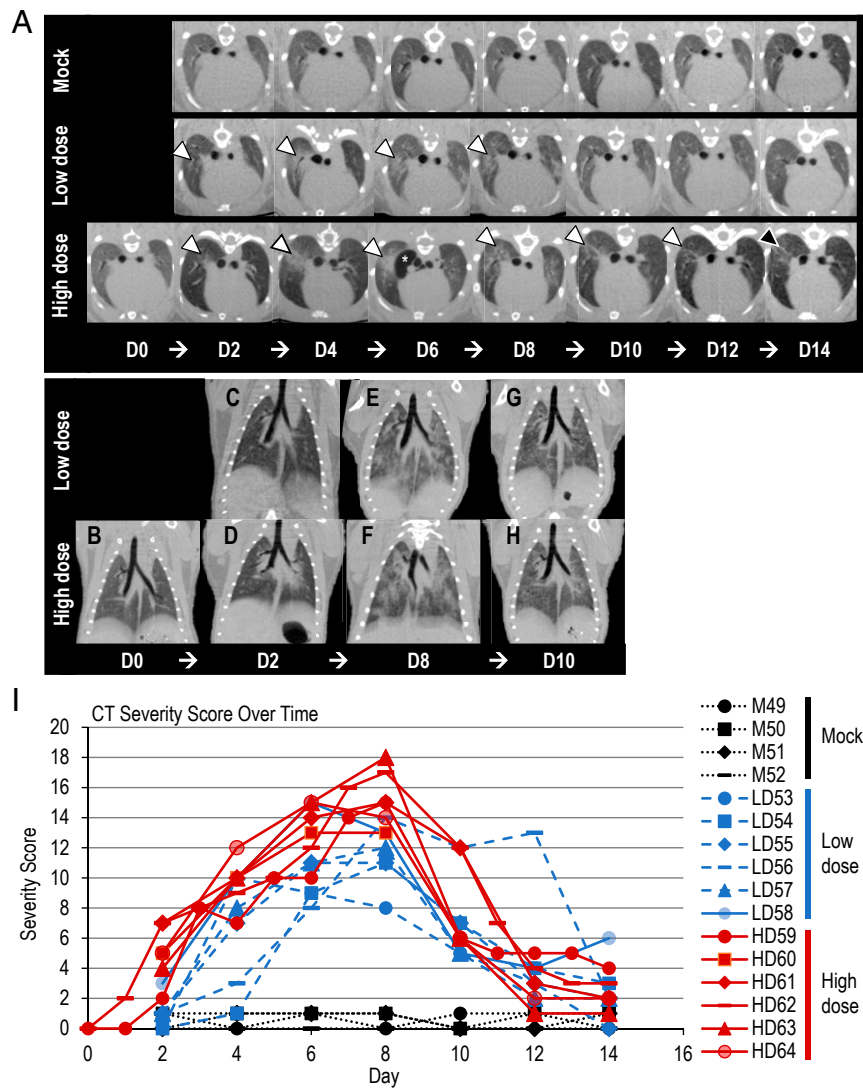 A
Mock
Low dose
High dose
*
D0 → D2 → D4 → D6 → D8 → D10 → D12 → D14
Low dose
C E G
High dose
B D F H
D0 → D2 → D8 → D10
I
CT Severity Score Over Time
Severity Score
20
18
16
14
12
10
8
6
4
2
0
0 2 4 6 8 10 12 14 16
Day
M49
M50
M51
M52
Mock
LD53
LD54
LD55
LD56
LD57
LD58
Low
dose
HD59
HD60
HD61
HD62
HD63
HD64
High
dose